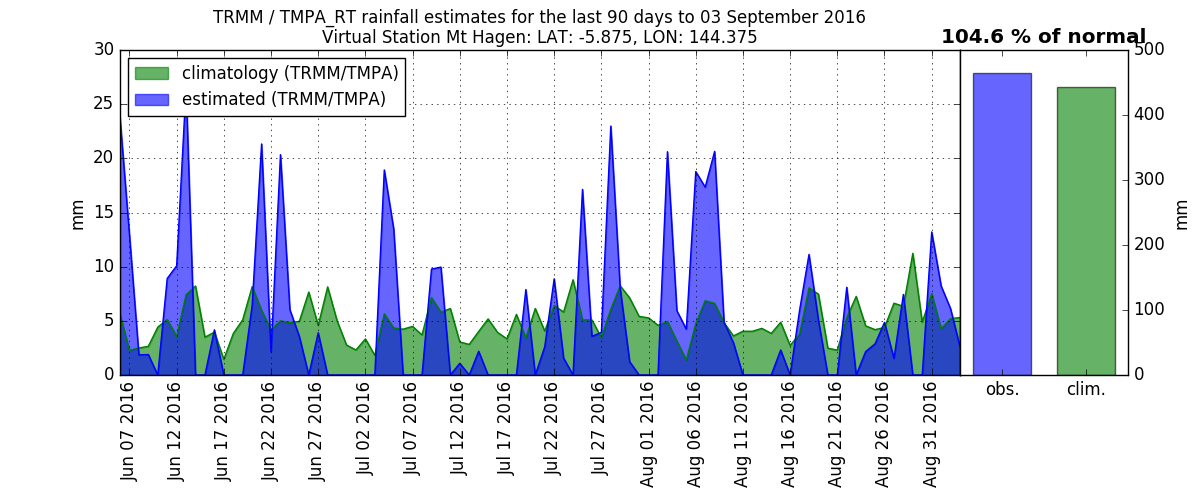 TRMM / TMPA_RT rainfall estimates for the last 90 days to 03 September 2016
Virtual Station Mt Hagen: LAT: -5.875, LON: 144.375
104.6 % of normal
climatology (TRMM/TMPA)
estimated (TRMM/TMPA)
30
25
20
15
10
5
0
mm
Jun 07 2016
Jun 12 2016
Jun 17 2016
Jun 22 2016
Jun 27 2016
Jul 02 2016
Jul 07 2016
Jul 12 2016
Jul 17 2016
Jul 22 2016
Jul 27 2016
Aug 01 2016
Aug 06 2016
Aug 11 2016
Aug 16 2016
Aug 21 2016
Aug 26 2016
Aug 31 2016
obs.
clim.
500
400
300
200
100
0
mm